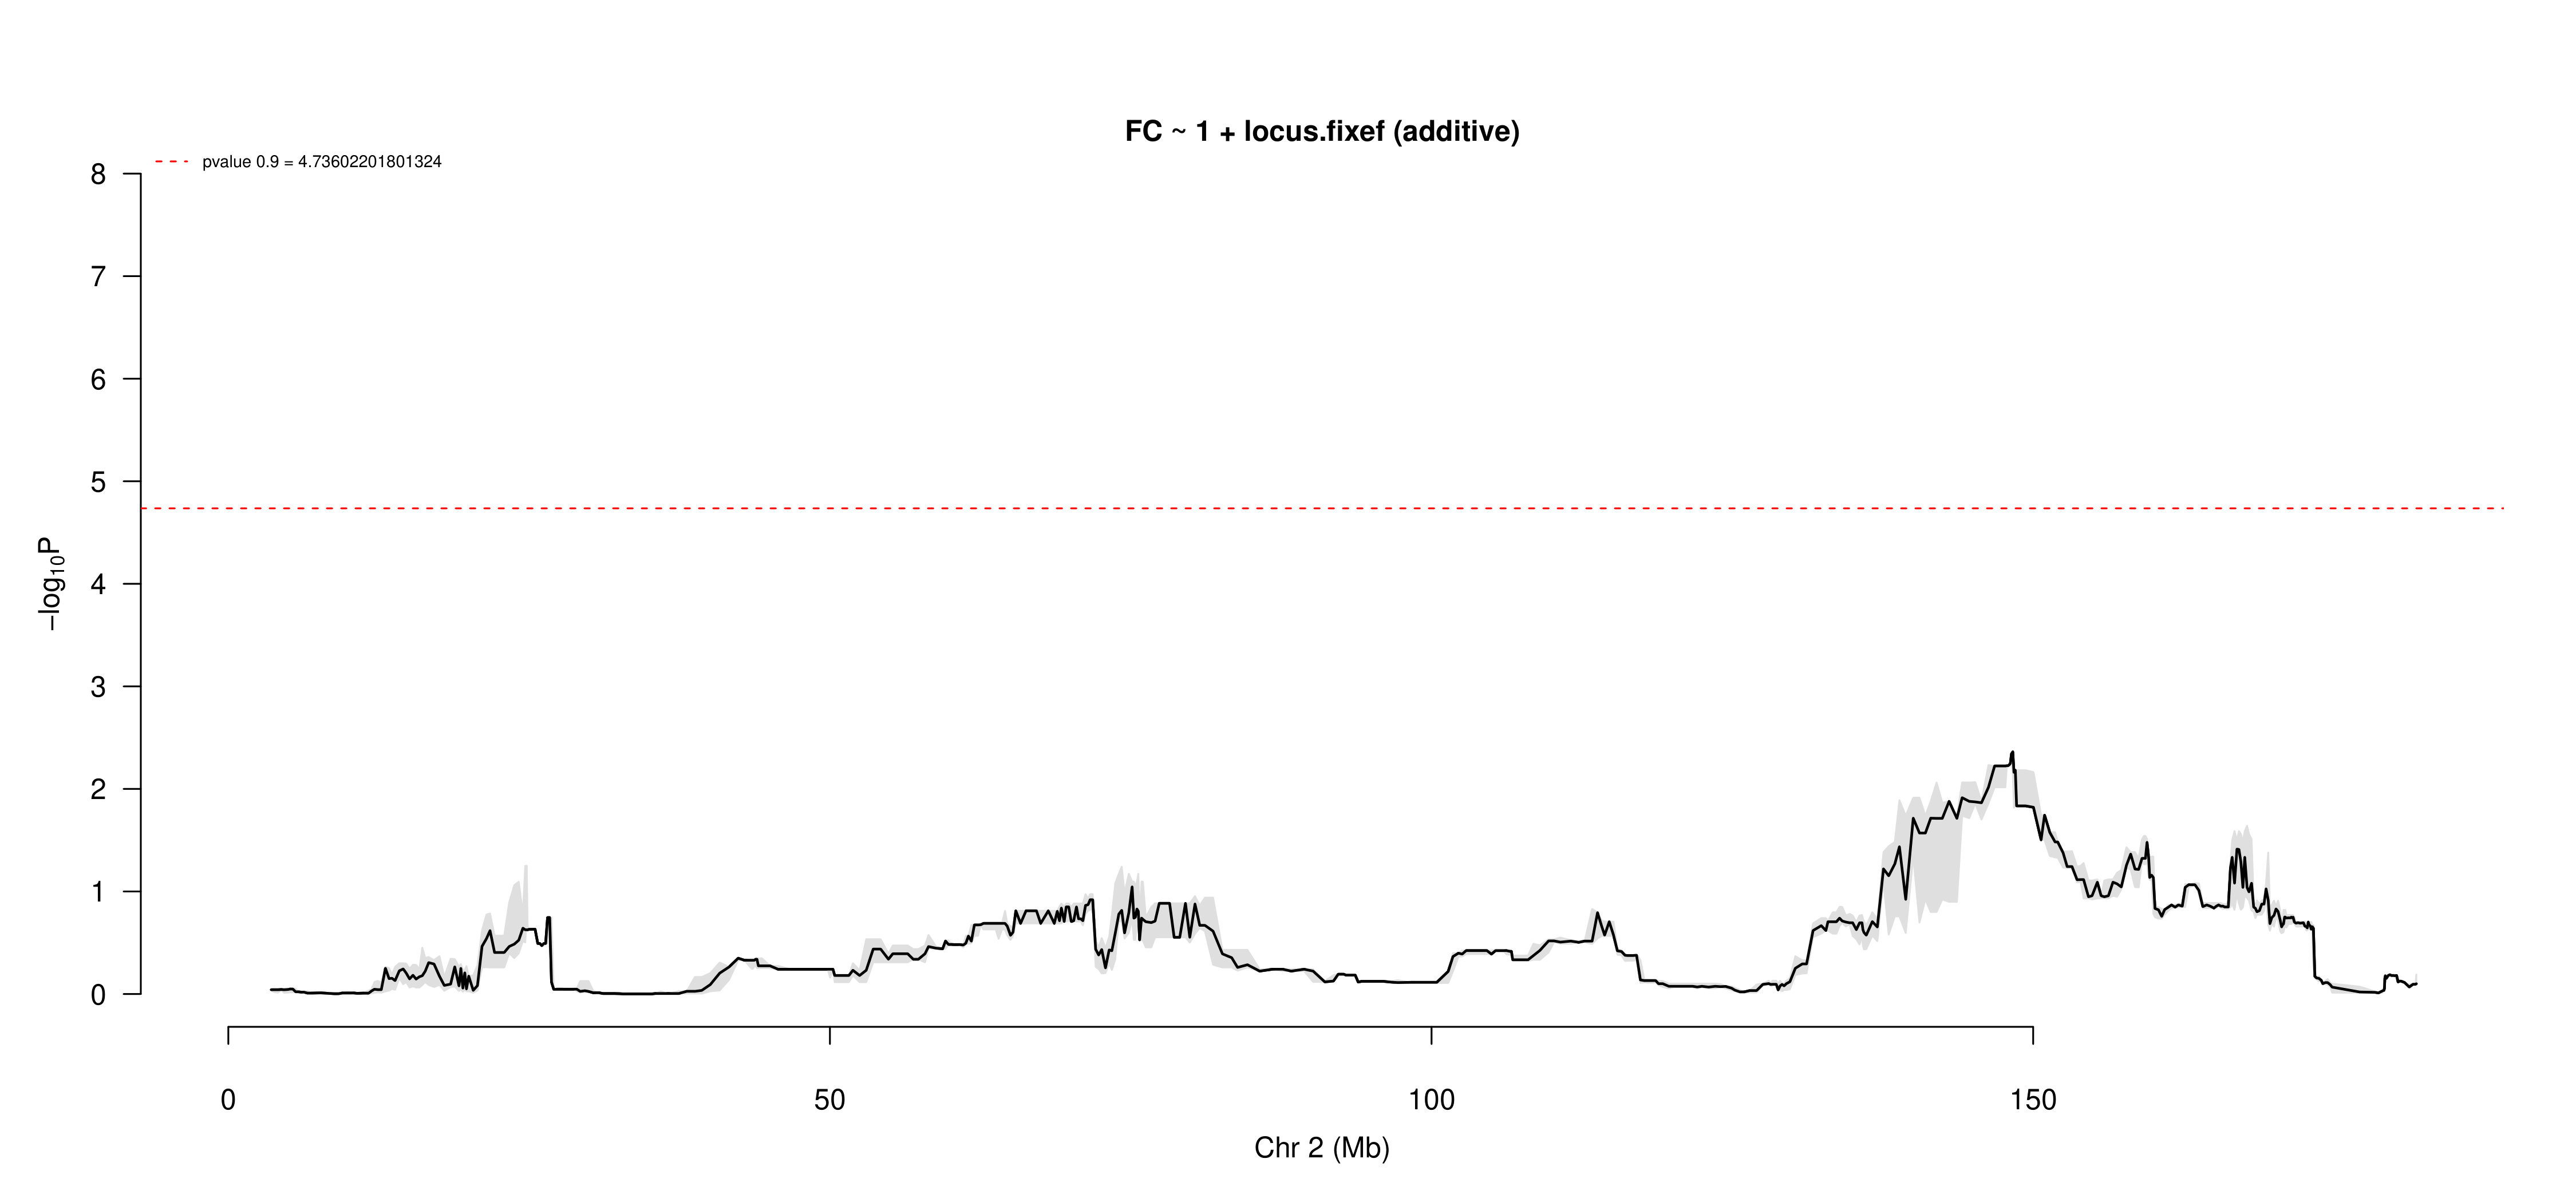 FC ~ 1 + locus.fixef (additive)
pvalue 0.9 = 4.73602201801324
8
7
6
5
4
3
2
1
0
−log10P
0 50 100 150
Chr 2 (Mb)